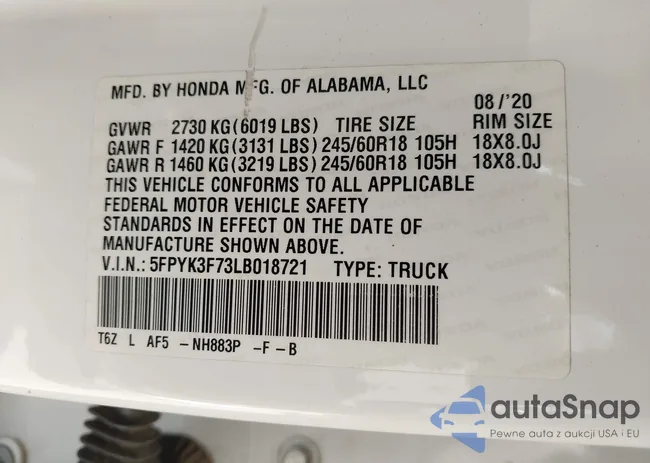 MFD. BY HONDA MFG. OF ALABAMA, LLC
08/'20
GVWR 2730 KG(6019 LBS) TIRE SIZE RIM SIZE
GAWR F 1420 KG(3131 LBS)245/60R18 105H 18X8.0J
GAWR R 1460 KG(3219 LBS)245/60R18 105H 18X8.0J
THIS VEHICLE CONFORMS TO ALL APPLICABLE
FEDERAL MOTOR VEHICLE SAFETY
STANDARDS IN EFFECT ON THE DATE OF
MANUFACTURE SHOWN ABOVE.
V.I.N.: 5FPYK3F73LB018721 TYPE: TRUCK
T6Z L AF5 -NH883P -F -B
autaSnap
Pewne auta z aukcji USA i EU